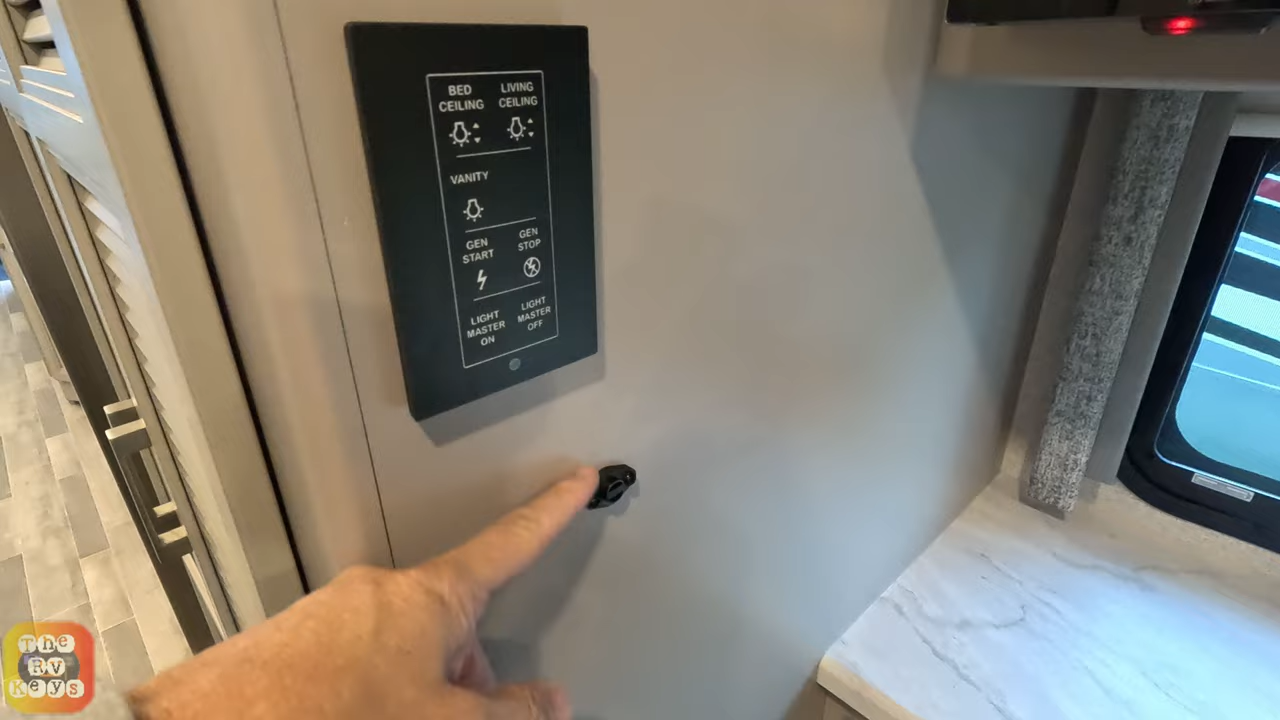 BED
CEILING
LIVING
CEILING
VANITY
GEN
START
GEN
STOP
LIGHT
MASTER
ON
LIGHT
MASTER
OFF
The
RV
Keys